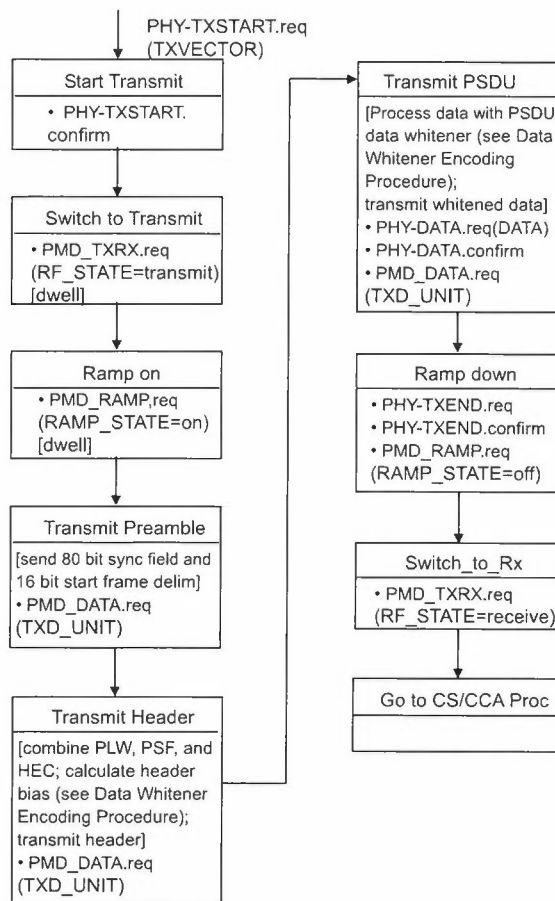 PHY-TXSTART.req
(TXVECTOR)
Start Transmit
• PHY-TXSTART.
confirm
Switch to Transmit
• PMD_TXRX.req
(RF_STATE=transmit)
[dwell]
Ramp on
• PMD_RAMP,req
(RAMP_STATE=on)
[dwell]
Transmit Preamble
[send 80 bit sync field and
16 bit start frame delim]
• PMD_DATA.req
(TXD_UNIT)
Transmit Header
[combine PLW, PSF, and
HEC; calculate header
bias (see Data Whitener
Encoding Procedure);
transmit header]
• PMD_DATA.req
(TXD_UNIT)
Transmit PSDU
[Process data with PSDU
data whitener (see Data
Whitener Encoding
Procedure);
transmit whitened data]
• PHY-DATA.req(DATA)
• PHY-DATA.confirm
• PMD_DATA.req
(TXD_UNIT)
Ramp down
• PHY-TXEND.req
• PHY-TXEND.confirm
• PMD_RAMP.req
(RAMP_STATE=off)
Switch_to_Rx
• PMD_TXRX.req
(RF_STATE=receive)
Go to CS/CCA Proc